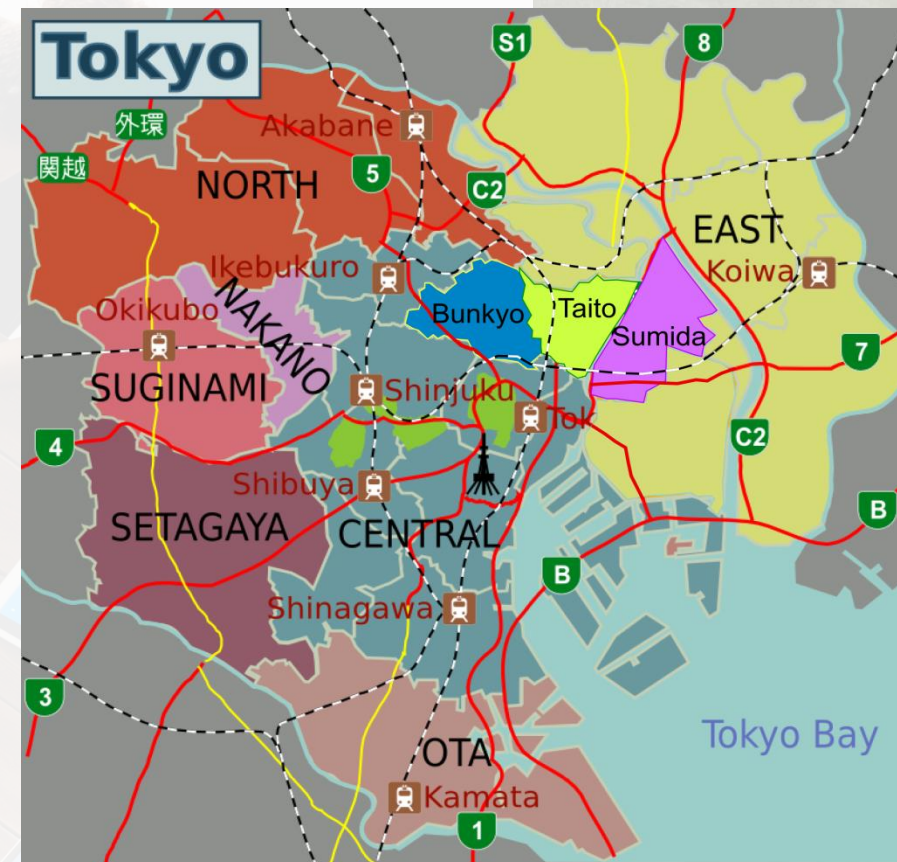 Tokyo
S1
8
外環
Akabane
関越
5
NORTH
C2
EAST
Ikebukuro
Koiwa
NAKANO
Okikubo
Bunkyo
Taito
Sumida
7
SUGINAMI
Shinjuku
Tok
4
C2
Shibuya
B
SETAGAYA
CENTRAL
B
Shinagawa
3
Tokyo Bay
OTA
Kamata
1